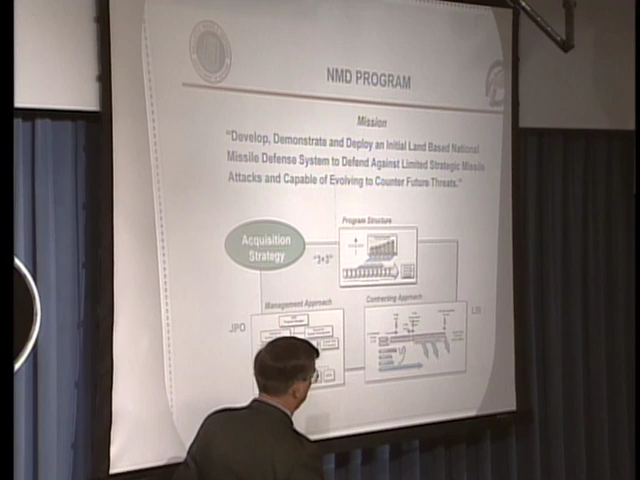 NMD PROGRAM
Mission
"Develop, Demonstrate and Deploy an Initial Land Based National
Missile Defense System to Defend Against Limited Strategic Missile
Attacks and Capable of Evolving to Counter Future Threats."
Program Structure
Acquisition
Strategy
"3+3"
Management Approach
Contracting Approach
JPO
LSI